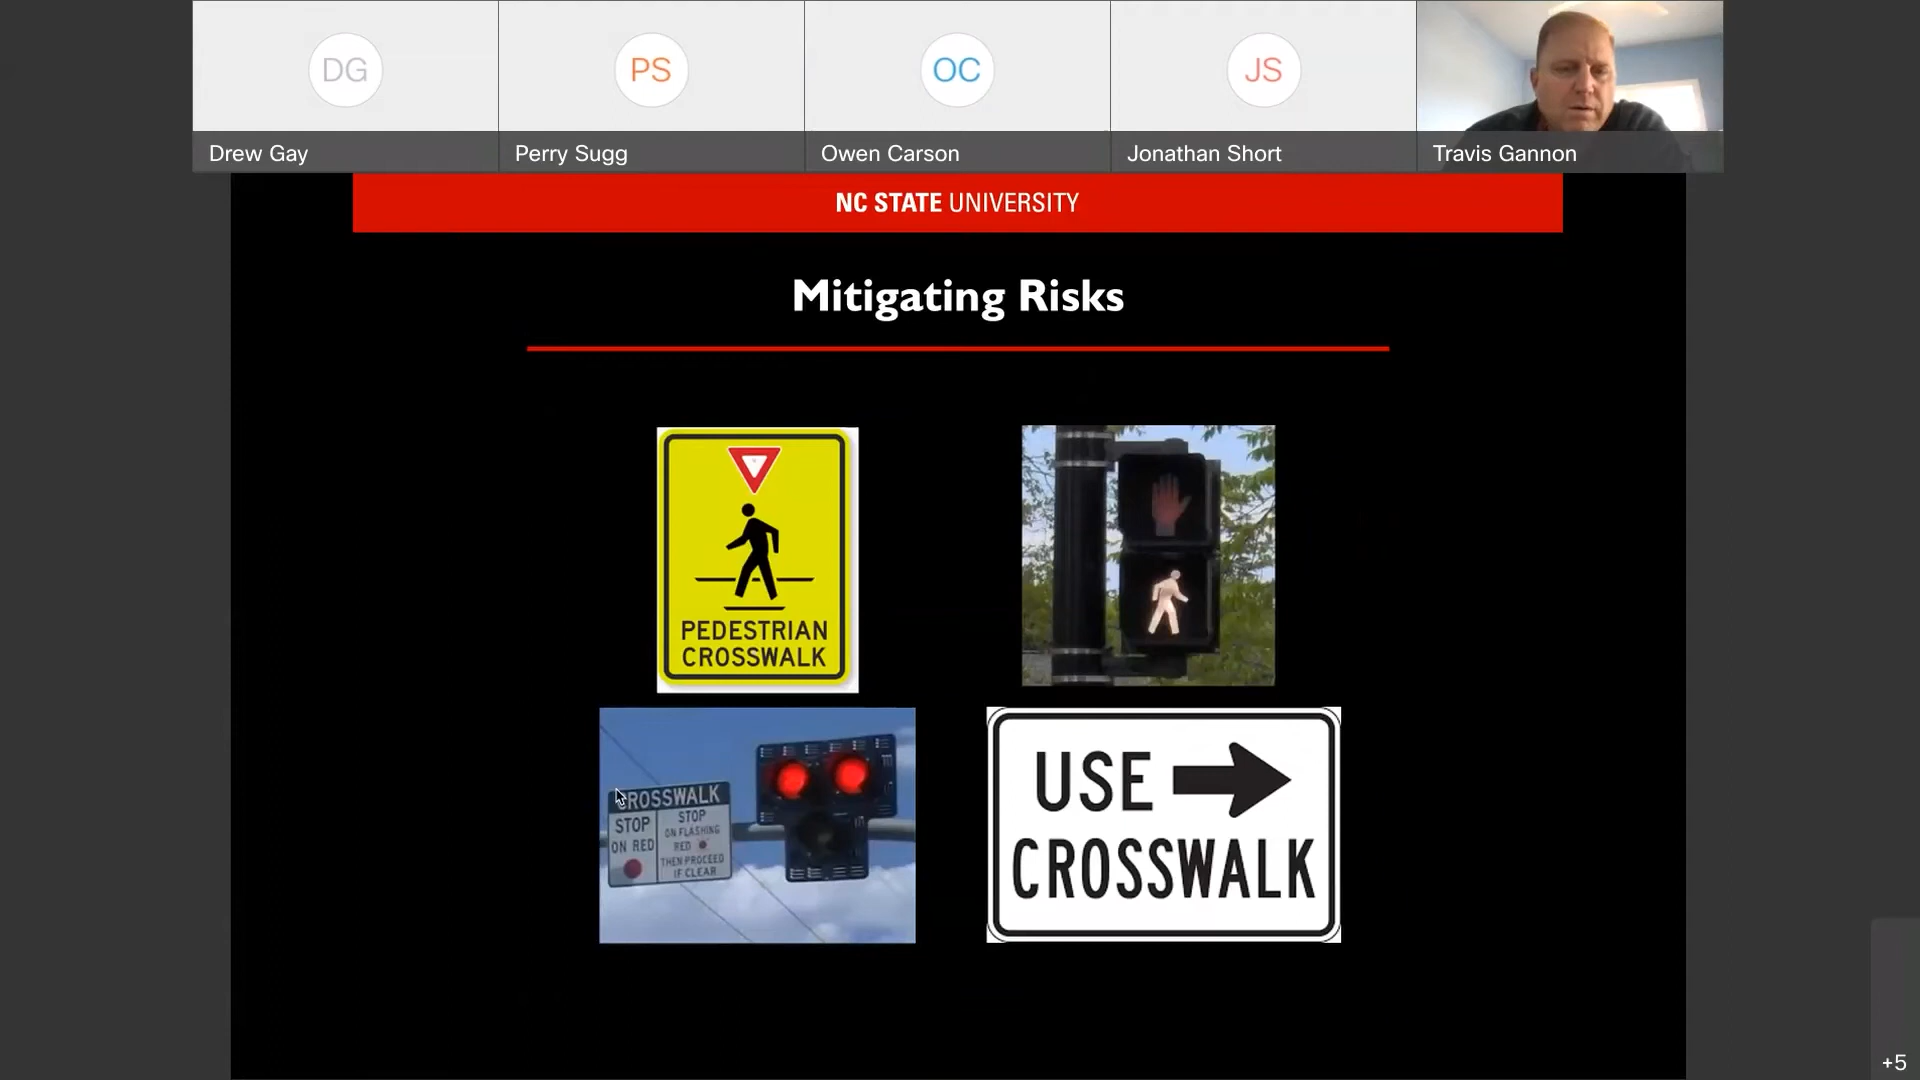 DG
PS
OC
JS
Drew Gay
Perry Sugg
Owen Carson
Jonathan Short
Travis Gannon
NC STATE UNIVERSITY
Mitigating Risks
PEDESTRIAN
CROSSWALK
CROSSWALK
STOP
ON RED
STOP
ON FLASHING
RED
THEN PROCEED
IF CLEAR
USE
CROSSWALK
+5